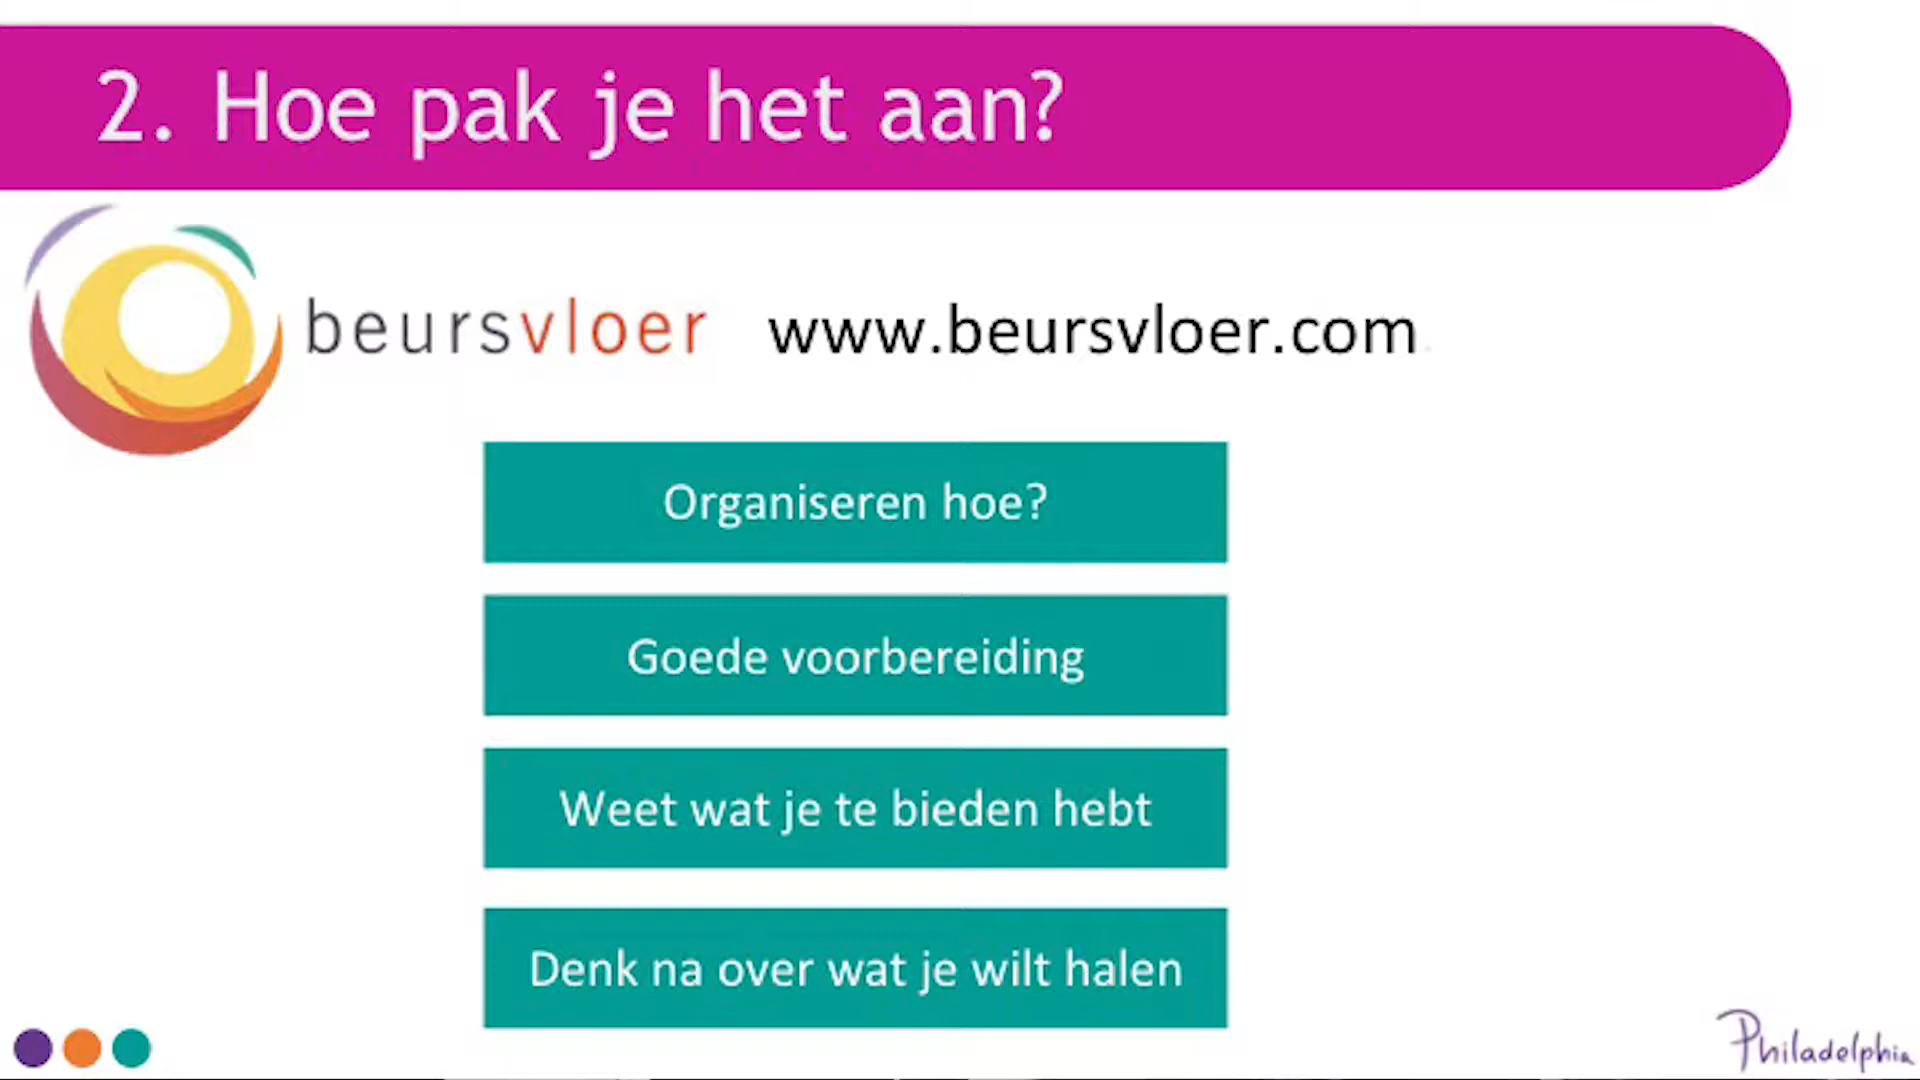 2. Hoe pak je het aan?
beursvloer www.beursvloer.com
Organiseren hoe?
Goede voorbereiding
Weet wat je te bieden hebt
Denk na over wat je wilt halen
Philadelphia